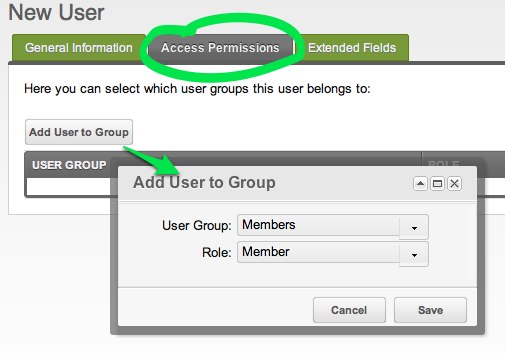 New User
General Information Access Permissions Extended Fields
Here you can select which user groups this user belongs to:
Add User to Group
USER GROUP ROLE
Add User to Group
User Group: Members
Role: Member
Cancel Save